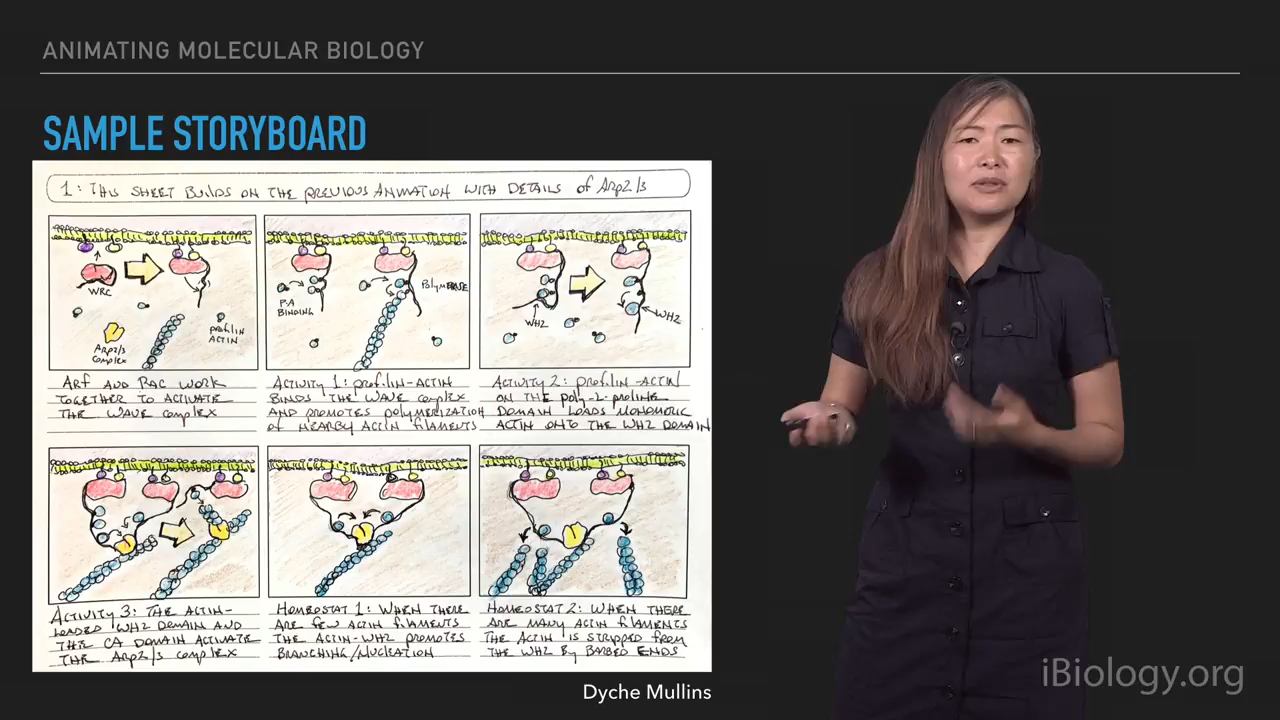 ANIMATING MOLECULAR BIOLOGY
SAMPLE STORYBOARD
1: THIS SHEET BUILDS ON THE PREVIOUS ANIMATION WITH DETAILS of Arp2/3
WRC
Arp2/3
complex
profilin
ACTIN
P-A
BINDING
Polymerase
WH2
WH2
Arf AND RAC WORK
TOGETHER TO ACTIVATE
THE WAVE complex
Activity 1: profilin-actin
BINDS THE WAVE complex
AND promotes polymerization
of nearby Actin filaments
Activity 2: profilin-actin
ON THE poly-L-proline
DOMAIN LOADS MONOMERIC
ACTIN ONTO THE WH2 DOMAIN
Activity 3: THE ACTIN-
LOADED WH2 DOMAIN AND
THE CA DOMAIN ACTIVATE
THE Arp2/3 complex
Homeostat 1: WHEN THERE
ARE few Actin filaments
THE ACTIN-WH2 promotes
BRANCHING/NUCLATION
Homeostat 2: WHEN THERE
ARE MANY ACTIN filaments
THE ACTIN IS STRIPPED from
THE WH2 By BARBED ENDS
Dyche Mullins
iBiology.org